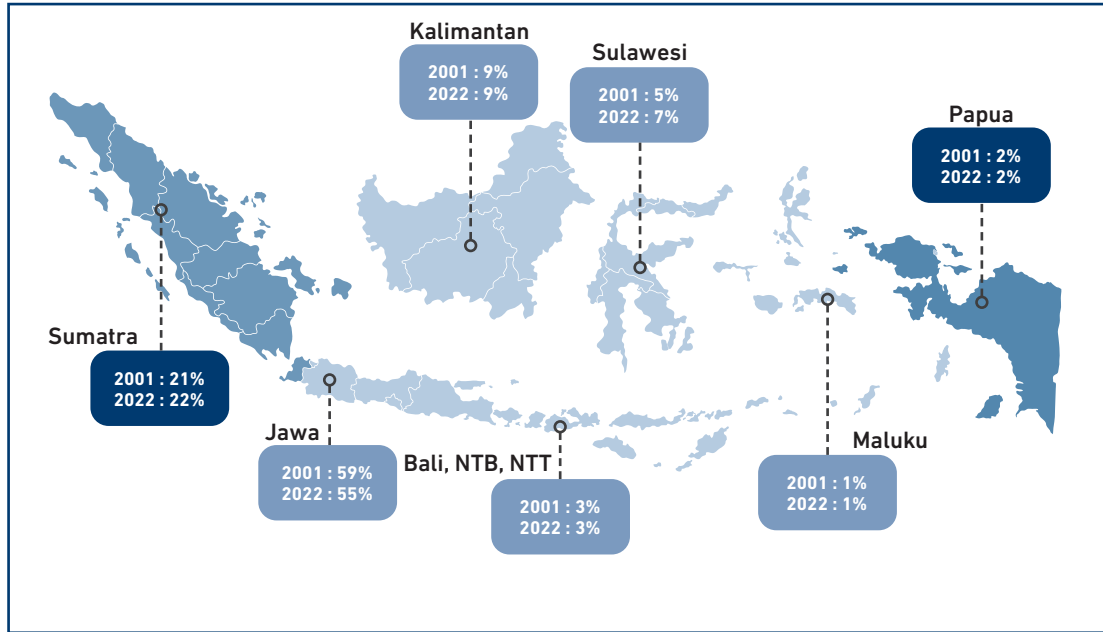 Kalimantan
2001 : 9%
2022 : 9%
Sulawesi
2001 : 5%
2022 : 7%
Papua
2001 : 2%
2022 : 2%
Sumatra
2001 : 21%
2022 : 22%
Jawa
2001 : 59%
2022 : 55%
Bali, NTB, NTT
2001 : 3%
2022 : 3%
Maluku
2001 : 1%
2022 : 1%